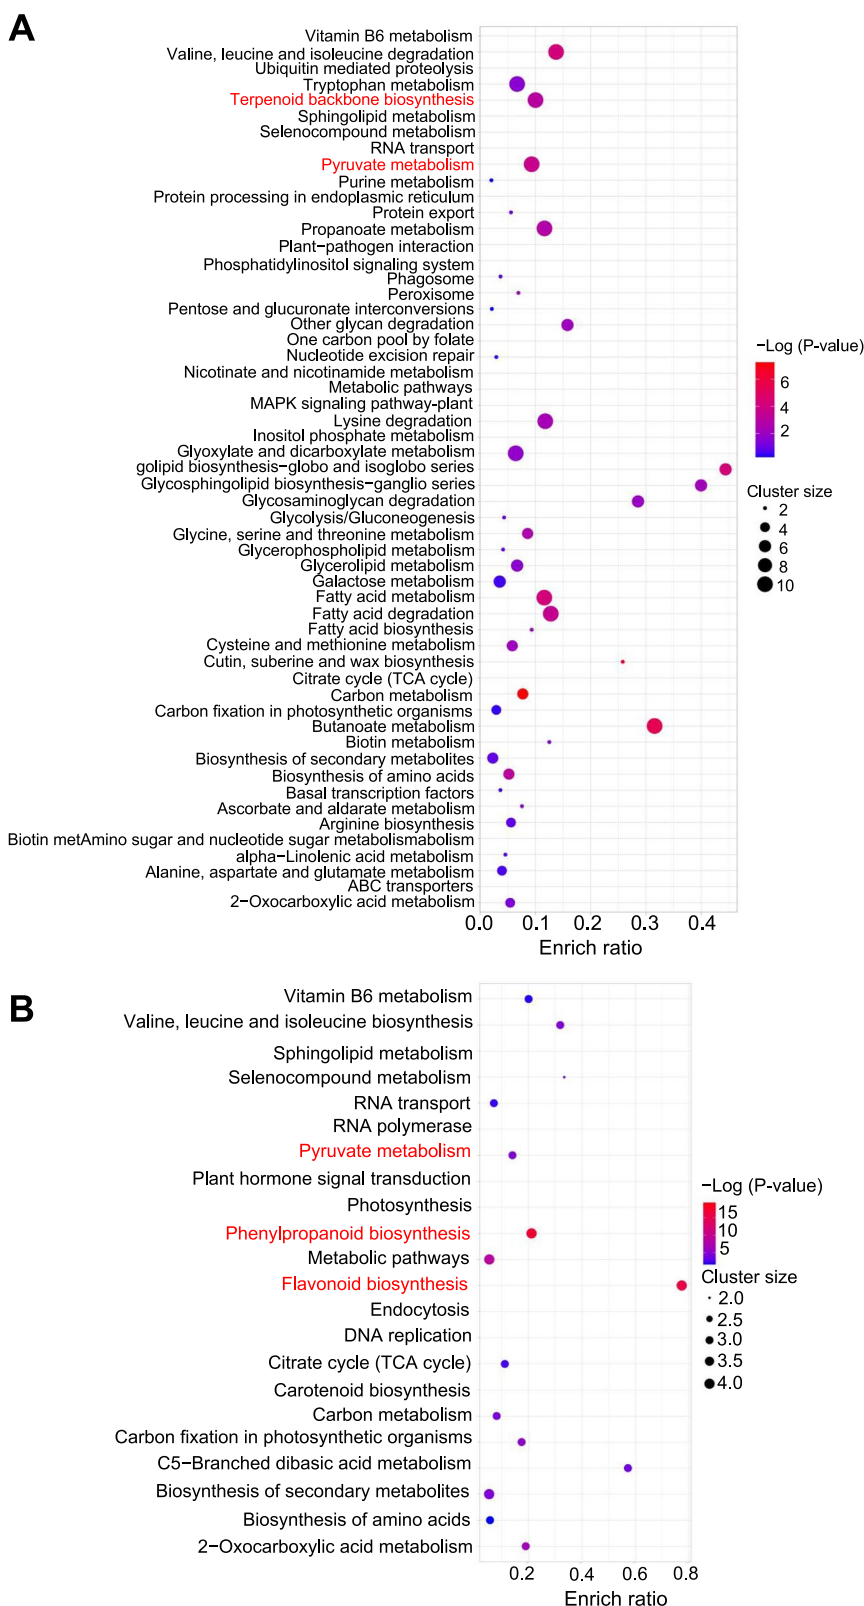 A
Vitamin B6 metabolism
Valine, leucine and isoleucine degradation
Ubiquitin mediated proteolysis
Tryptophan metabolism
Terpenoid backbone biosynthesis
Sphingolipid metabolism
Selenocompound metabolism
RNA transport
Pyruvate metabolism
Purine metabolism
Protein processing in endoplasmic reticulum
Protein export
Propanoate metabolism
Plant−pathogen interaction
Phosphatidylinositol signaling system
Phagosome
Peroxisome
Pentose and glucuronate interconversions
Other glycan degradation
One carbon pool by folate
Nucleotide excision repair
Nicotinate and nicotinamide metabolism
Metabolic pathways
MAPK signaling pathway-plant
Lysine degradation
Inositol phosphate metabolism
Glyoxylate and dicarboxylate metabolism
golipid biosynthesis−globo and isoglobo series
Glycosphingolipid biosynthesis−ganglio series
Glycosaminoglycan degradation
Glycolysis/Gluconeogenesis
Glycine, serine and threonine metabolism
Glycerophospholipid metabolism
Glycerolipid metabolism
Galactose metabolism
Fatty acid metabolism
Fatty acid degradation
Fatty acid biosynthesis
Cysteine and methionine metabolism
Cutin, suberine and wax biosynthesis
Citrate cycle (TCA cycle)
Carbon metabolism
Carbon fixation in photosynthetic organisms
Butanoate metabolism
Biotin metabolism
Biosynthesis of secondary metabolites
Biosynthesis of amino acids
Basal transcription factors
Ascorbate and aldarate metabolism
Arginine biosynthesis
Biotin metAmino sugar and nucleotide sugar metabolismabolism
alpha−Linolenic acid metabolism
Alanine, aspartate and glutamate metabolism
ABC transporters
2−Oxocarboxylic acid metabolism
0.0 0.1 0.2 0.3 0.4
Enrich ratio
−Log (P-value)
6
4
2
Cluster size
2
4
6
8
10
B
Vitamin B6 metabolism
Valine, leucine and isoleucine biosynthesis
Sphingolipid metabolism
Selenocompound metabolism
RNA transport
RNA polymerase
Pyruvate metabolism
Plant hormone signal transduction
Photosynthesis
Phenylpropanoid biosynthesis
Metabolic pathways
Flavonoid biosynthesis
Endocytosis
DNA replication
Citrate cycle (TCA cycle)
Carotenoid biosynthesis
Carbon metabolism
Carbon fixation in photosynthetic organisms
C5−Branched dibasic acid metabolism
Biosynthesis of secondary metabolites
Biosynthesis of amino acids
2−Oxocarboxylic acid metabolism
0.2 0.4 0.6 0.8
Enrich ratio
−Log (P-value)
15
10
5
Cluster size
2.0
2.5
3.0
3.5
4.0